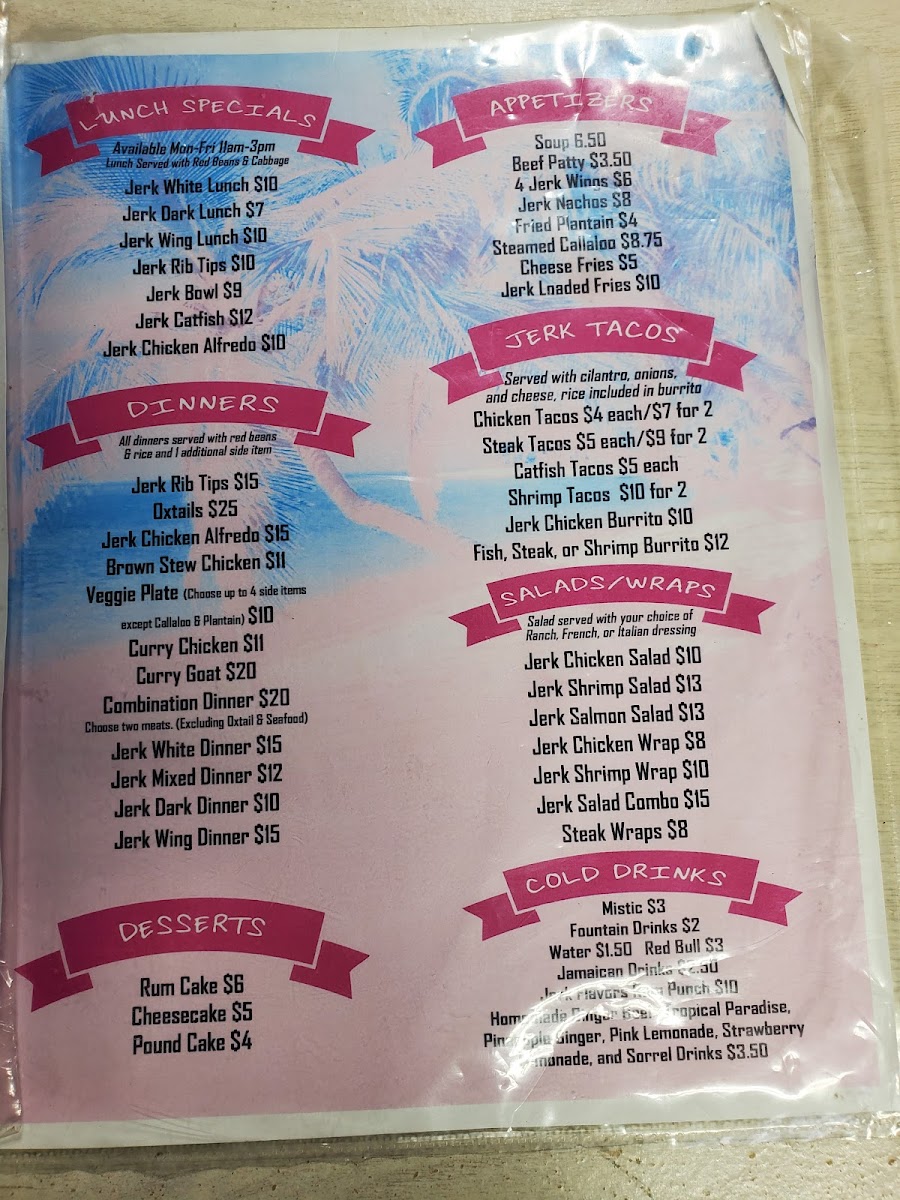 LUNCH SPECIALS
Available Mon-Fri 11am-3pm
Lunch Served with Red Beans & Cabbage
Jerk White Lunch $10
Jerk Dark Lunch $7
Jerk Wing Lunch $10
Jerk Rib Tips $10
Jerk Bowl $9
Jerk Catfish $12
Jerk Chicken Alfredo $10
DINNERS
All dinners served with red beans
& rice and 1 additional side item
Jerk Rib Tips $15
Oxtails $25
Jerk Chicken Alfredo $15
Brown Stew Chicken $11
Veggie Plate (Choose up to 4 side items
except Callaloo & Plantain) $10
Curry Chicken $11
Curry Goat $20
Combination Dinner $20
Choose two meats. (Excluding Oxtail & Seafood)
Jerk White Dinner $15
Jerk Mixed Dinner $12
Jerk Dark Dinner $10
Jerk Wing Dinner $15
DESSERTS
Rum Cake $6
Cheesecake $5
Pound Cake $4
APPETIZERS
Soup 6.50
Beef Patty $3.50
4 Jerk Wings $6
Jerk Nachos $8
Fried Plantain $4
Steamed Callaloo $8.75
Cheese Fries $5
Jerk Loaded Fries $10
JERK TACOS
Served with cilantro, onions,
and cheese, rice included in burrito
Chicken Tacos $4 each/$7 for 2
Steak Tacos $5 each/$9 for 2
Catfish Tacos $5 each
Shrimp Tacos $10 for 2
Jerk Chicken Burrito $10
Fish, Steak, or Shrimp Burrito $12
SALADS/WRAPS
Salad served with your choice of
Ranch, French, or Italian dressing
Jerk Chicken Salad $10
Jerk Shrimp Salad $13
Jerk Salmon Salad $13
Jerk Chicken Wrap $8
Jerk Shrimp Wrap $10
Jerk Salad Combo $15
Steak Wraps $8
COLD DRINKS
Mistic $3
Fountain Drinks $2
Water $1.50 Red Bull $3
Jamaican Drinks $2.50
Jerk Flavors Punch $10
Homemade Ginger Beer, Tropical Paradise,
Pineapple Ginger, Pink Lemonade, Strawberry
Lemonade, and Sorrel Drinks $3.50